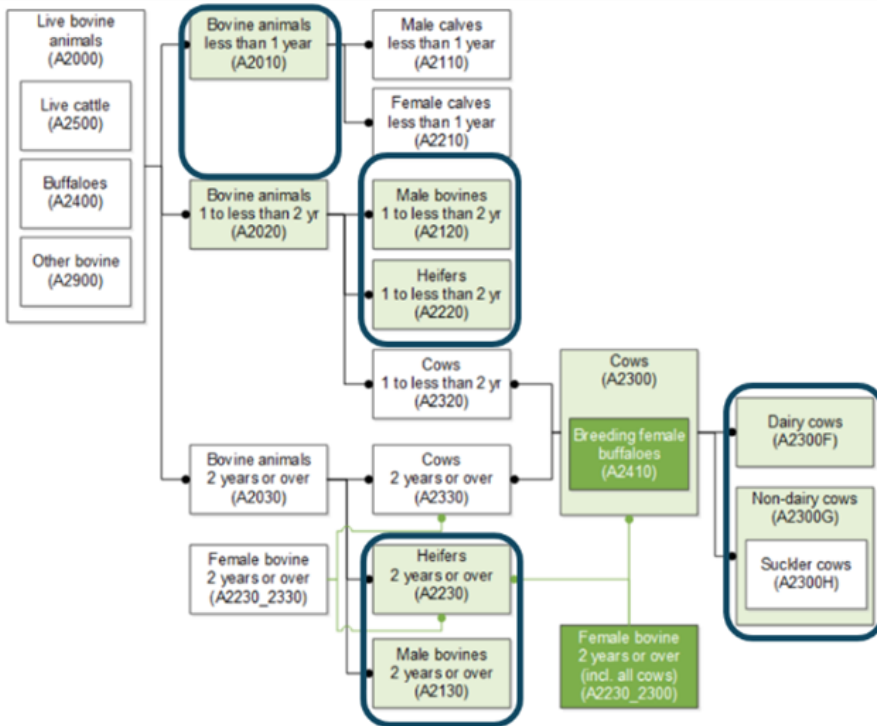 Live bovine
animals
(A2000)
Live cattle
(A2500)
Buffaloes
(A2400)
Other bovine
(A2900)
Bovine animals
less than 1 year
(A2010)
Male calves
less than 1 year
(A2110)
Female calves
less than 1 year
(A2210)
Bovine animals
1 to less than 2 yr
(A2020)
Male bovines
1 to less than 2 yr
(A2120)
Heifers
1 to less than 2 yr
(A2220)
Cows
1 to less than 2 yr
(A2320)
Cows
(A2300)
Breeding female
buffaloes
(A2410)
Dairy cows
(A2300F)
Non-dairy cows
(A2300G)
Suckler cows
(A2300H)
Bovine animals
2 years or over
(A2030)
Cows
2 years or over
(A2330)
Female bovine
2 years or over
(A2230_2330)
Heifers
2 years or over
(A2230)
Male bovines
2 years or over
(A2130)
Female bovine
2 years or over
(incl. all cows)
(A2230_2300)